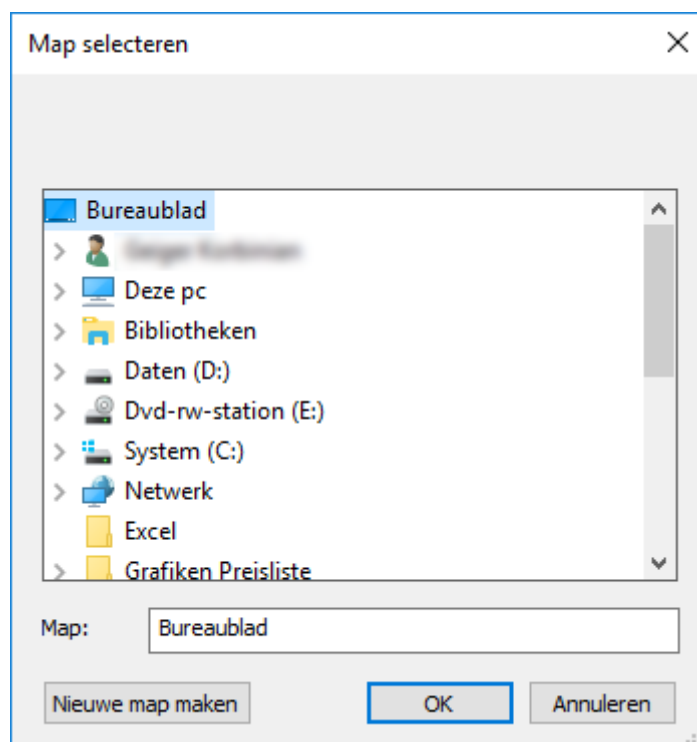 Map selecteren
Bureaublad
Deze pc
Bibliotheken
Daten (D:)
Dvd-rw-station (E:)
System (C:)
Netwerk
Excel
Grafiken Preisliste
Map: Bureaublad
Nieuwe map maken OK Annuleren